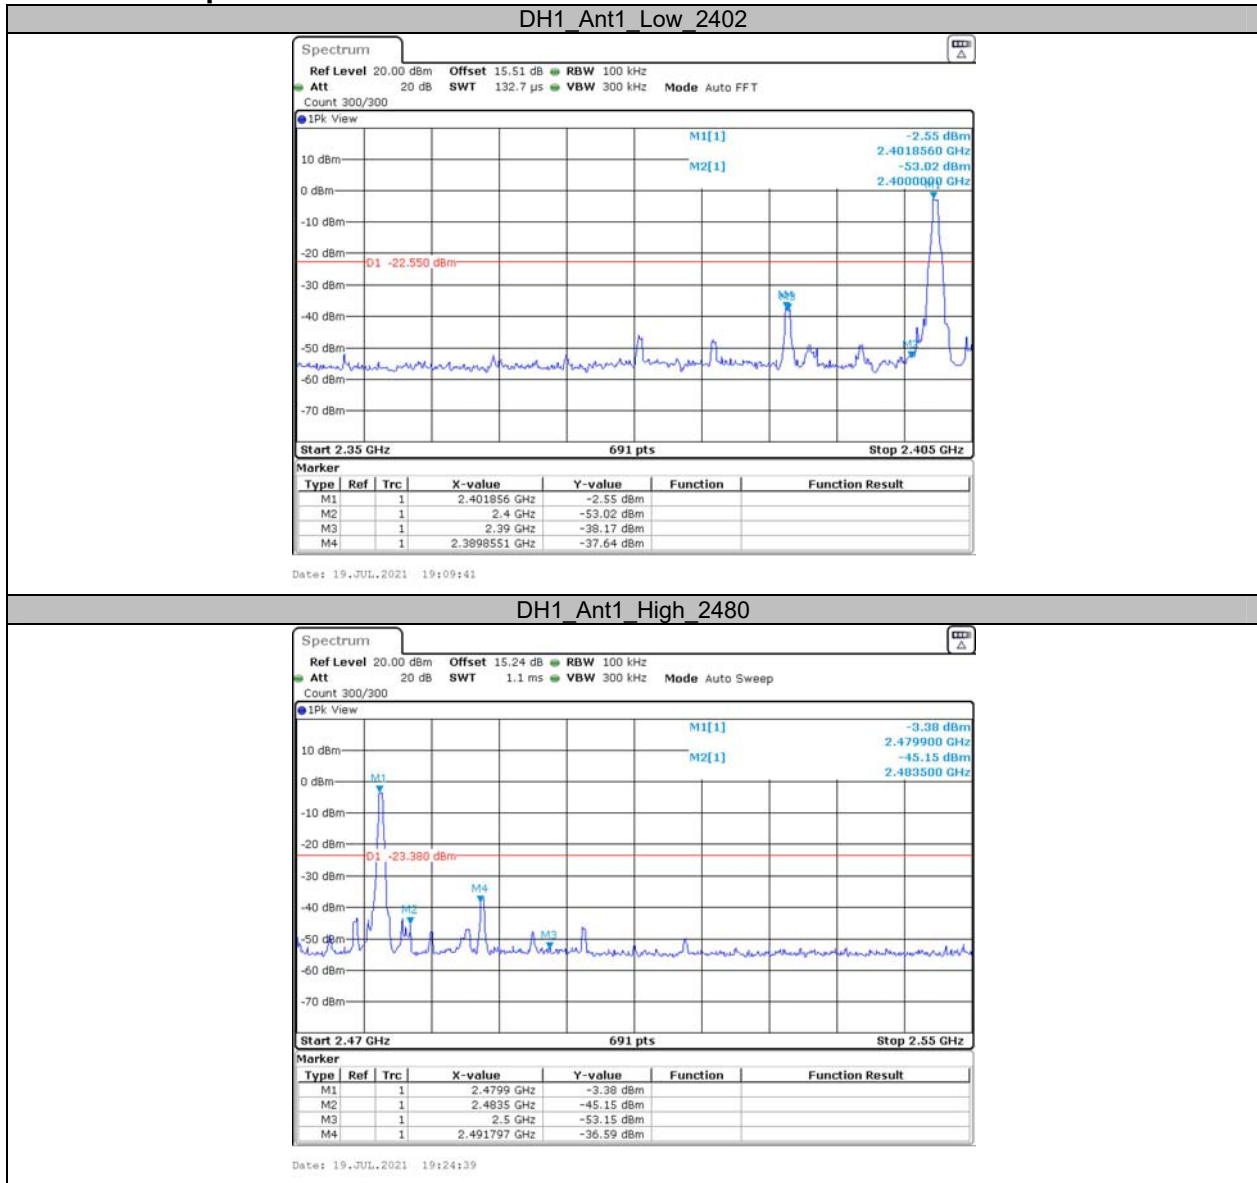 DH1_Ant1_Low_2402
Spectrum
Ref Level 20.00 dBm Offset 15.51 dB RBW 100 kHz
Att 20 dB SWT 132.7 µs VBW 300 kHz Mode Auto FFT
Count 300/300
1Pk View
M1[1] -2.55 dBm
2.4018560 GHz
M2[1] -53.02 dBm
2.4000000 GHz
10 dBm
0 dBm
M1
-10 dBm
-20 dBm
D1 -22.550 dBm
-30 dBm
-40 dBm
M2
-50 dBm
-60 dBm
-70 dBm
Start 2.35 GHz 691 pts Stop 2.405 GHz
Marker
Type Ref Trc X-value Y-value Function Function Result
M1 1 2.401856 GHz -2.55 dBm
M2 1 2.4 GHz -53.02 dBm
M3 1 2.39 GHz -38.17 dBm
M4 1 2.3898551 GHz -37.64 dBm
Date: 19.JUL.2021 19:09:41
DH1_Ant1_High_2480
Spectrum
Ref Level 20.00 dBm Offset 15.24 dB RBW 100 kHz
Att 20 dB SWT 1.1 ms VBW 300 kHz Mode Auto Sweep
Count 300/300
1Pk View
M1[1] -3.38 dBm
2.479900 GHz
M2[1] -45.15 dBm
2.483500 GHz
10 dBm
0 dBm
M1
-10 dBm
-20 dBm
D1 -23.380 dBm
-30 dBm
M4
-40 dBm
M2
M3
-50 dBm
-60 dBm
-70 dBm
Start 2.47 GHz 691 pts Stop 2.55 GHz
Marker
Type Ref Trc X-value Y-value Function Function Result
M1 1 2.4799 GHz -3.38 dBm
M2 1 2.4835 GHz -45.15 dBm
M3 1 2.5 GHz -53.15 dBm
M4 1 2.491797 GHz -36.59 dBm
Date: 19.JUL.2021 19:24:39